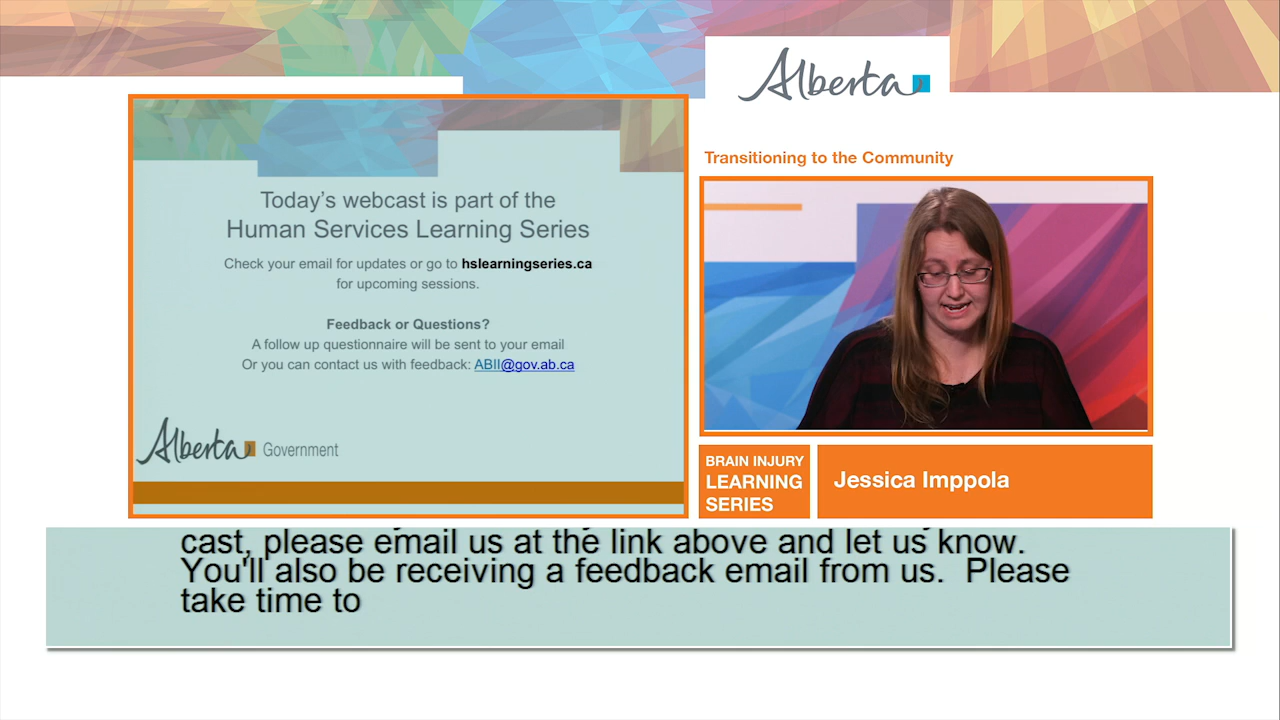 Alberta
Today's webcast is part of the
Human Services Learning Series
Check your email for updates or go to hslearningseries.ca
for upcoming sessions.
Feedback or Questions?
A follow up questionnaire will be sent to your email
Or you can contact us with feedback: ABII@gov.ab.ca
Alberta Government
Transitioning to the Community
BRAIN INJURY
LEARNING
SERIES
Jessica Imppola
cast, please email us at the link above and let us know.
You'll also be receiving a feedback email from us.  Please
take time to